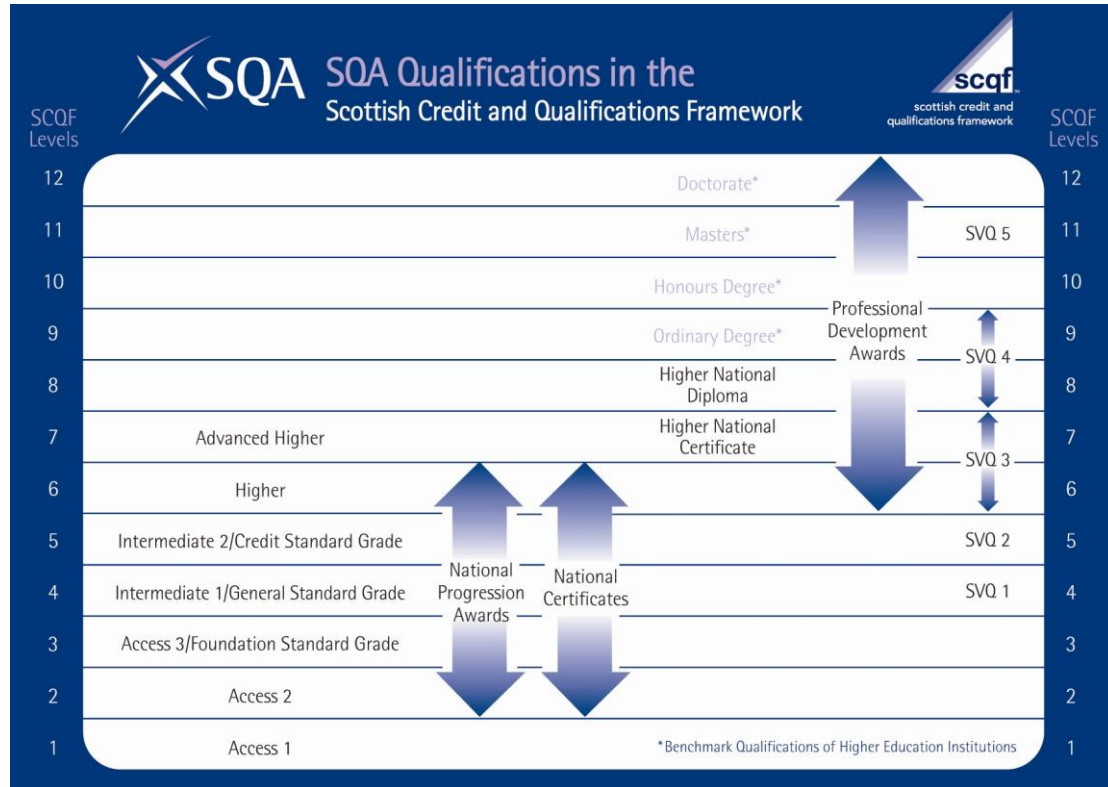 SQA
SQA Qualifications in the
Scottish Credit and Qualifications Framework
scqf
scottish credit and
qualifications framework
SCQF
Levels
SCQF
Levels
12
Doctorate*
12
11
Masters*
SVQ 5
11
10
Honours Degree*
10
Professional
Development
Awards
9
Ordinary Degree*
9
SVQ 4
8
Higher National
Diploma
8
7
Advanced Higher
Higher National
Certificate
7
SVQ 3
6
Higher
6
5
Intermediate 2/Credit Standard Grade
SVQ 2
5
National
Progression
Awards
National
Certificates
4
Intermediate 1/General Standard Grade
SVQ 1
4
3
Access 3/Foundation Standard Grade
3
2
Access 2
2
1
Access 1
*Benchmark Qualifications of Higher Education Institutions
1